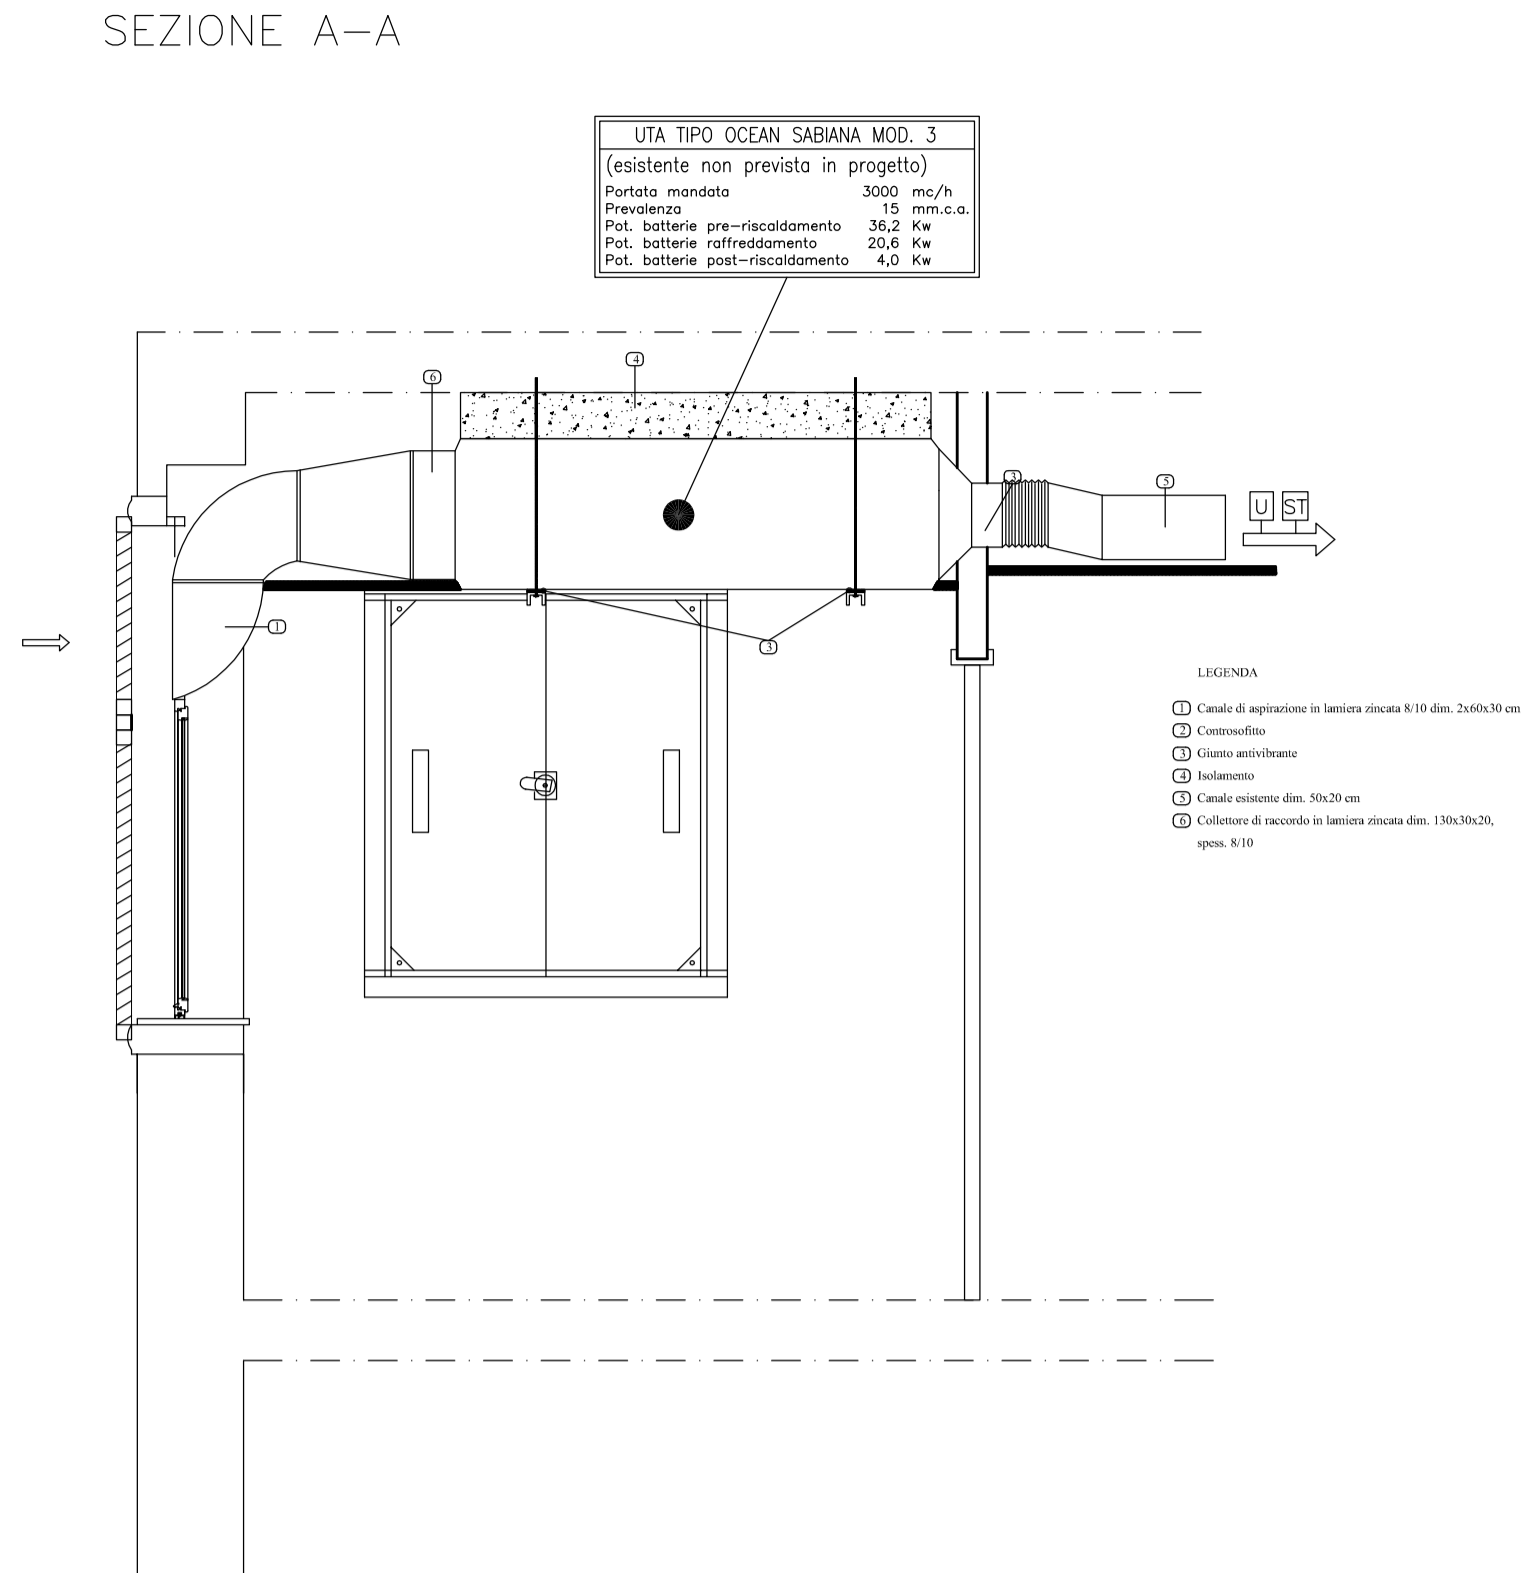 SEZIONE A-A
UTA TIPO OCEAN SABIANA MOD. 3
(esistente non prevista in progetto)
Portata mandata 3000 mc/h
Prevalenza 15 mm.c.a.
Pot. batterie pre-riscaldamento 36,2 Kw
Pot. batterie raffreddamento 20,6 Kw
Pot. batterie post-riscaldamento 4,0 Kw
4
6
3
5
U ST
1
3
LEGENDA
1 Canale di aspirazione in lamiera zincata 8/10 dim. 2x60x30 cm
2 Controsofitto
3 Giunto antivibrante
4 Isolamento
5 Canale esistente dim. 50x20 cm
6 Collettore di raccordo in lamiera zincata dim. 130x30x20,
spess. 8/10